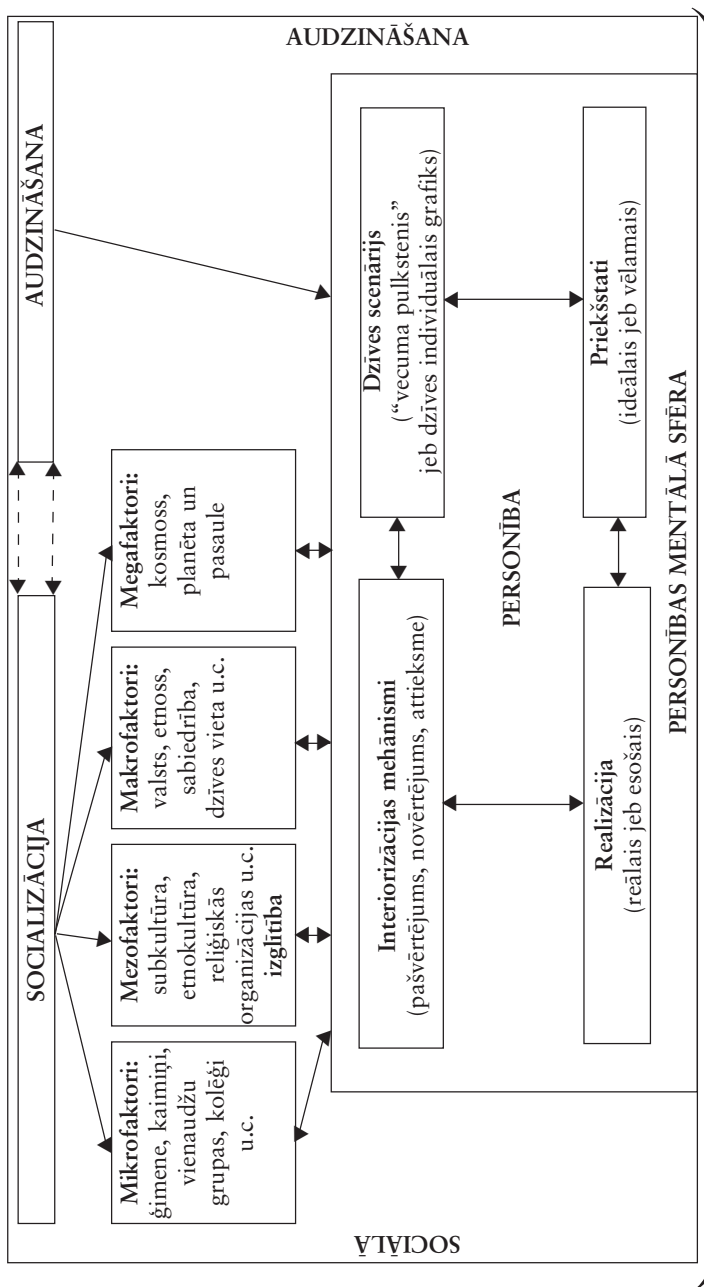 SOCIALIZĀCIJA
AUDZINĀŠANA
Mikrofaktori:
ģimene, kaimiņi,
vienaudžu
grupas, kolēģi
u.c.
Mezofaktori:
subkultūra,
etnokultūra,
reliģiskās
organizācijas u.c.
izglītība
Makrofaktori:
valsts, etnoss,
sabiedrība,
dzīves vieta u.c.
Megafaktori:
kosmoss,
planēta un
pasaule
SOCIĀLĀ
AUDZINĀŠANA
Interiorizācijas mehānismi
(pašvērtējums, novērtējums, attieksme)
Dzīves scenārijs
(“vecuma pulkstenis”
jeb dzīves individuālais grafiks)
PERSONĪBA
Realizācija
(reālais jeb esošais)
Priekšstati
(ideālais jeb vēlamais)
PERSONĪBAS MENTĀLĀ SFĒRA